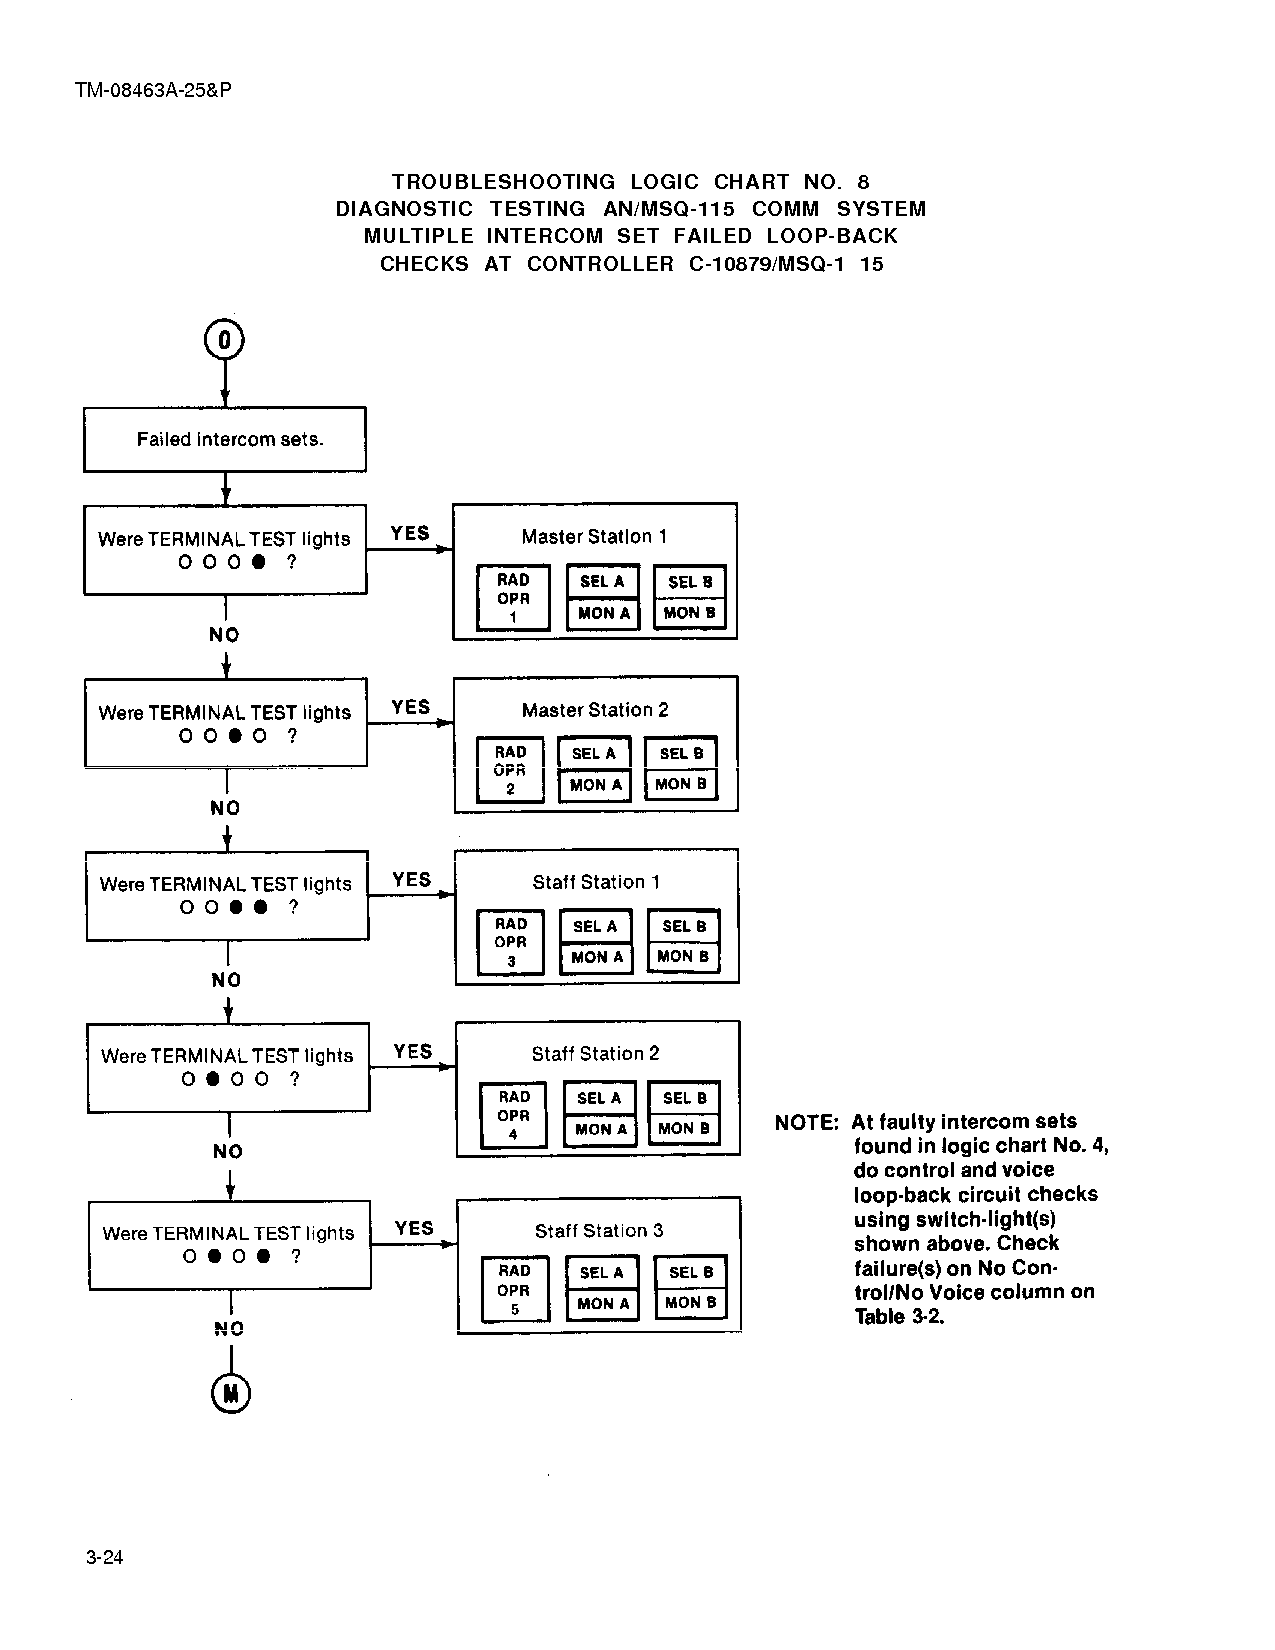 TM-08463A-25&P
TROUBLESHOOTING LOGIC CHART NO. 8
DIAGNOSTIC TESTING AN/MSQ-115 COMM SYSTEM
MULTIPLE INTERCOM SET FAILED LOOP-BACK
CHECKS AT CONTROLLER C-10879/MSQ-1 15
O
Failed intercom sets.
Were TERMINAL TEST lights
O O O ● ?
YES
Master Station 1
RAD
OPR
1
SEL A
MON A
SEL B
MON B
NO
Were TERMINAL TEST lights
O O ● O ?
YES
Master Station 2
RAD
OPR
2
SEL A
MON A
SEL B
MON B
NO
Were TERMINAL TEST lights
O O ● ● ?
YES
Staff Station 1
RAD
OPR
3
SEL A
MON A
SEL B
MON B
NO
Were TERMINAL TEST lights
O ● O O ?
YES
Staff Station 2
RAD
OPR
4
SEL A
MON A
SEL B
MON B
NO
Were TERMINAL TEST lights
O ● O ● ?
YES
Staff Station 3
RAD
OPR
5
SEL A
MON A
SEL B
MON B
NO
M
NOTE: At faulty intercom sets
found in logic chart No. 4,
do control and voice
loop-back circuit checks
using switch-light(s)
shown above. Check
failure(s) on No Con-
trol/No Voice column on
Table 3-2.
3-24